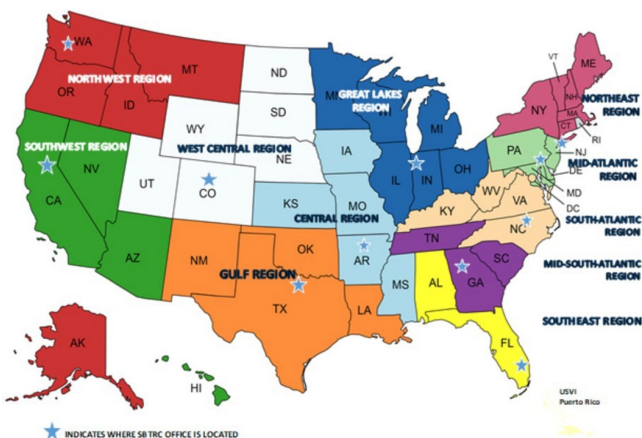 WA
MT
ND
OR
ID
NORTHWEST REGION
SD
WY
WEST CENTRAL REGION
NE
SOUTHWEST REGION
NV
UT
CO
CA
AZ
MN
WI
GREAT LAKES
REGION
MI
IL
IN
OH
IA
KS
MO
CENTRAL REGION
AR
MS
NM
OK
GULF REGION
TX
LA
VT
ME
NH
NY
MA
CT
RI
NORTHEAST REGION
PA
NJ
MID-ATLANTIC
REGION
DE
MD
DC
WV
VA
KY
NC
SOUTH-ATLANTIC
REGION
TN
SC
GA
MID-SOUTH-ATLANTIC
REGION
AL
FL
SOUTHEAST REGION
AK
HI
USVI
Puerto Rico
INDICATES WHERE SBTRC OFFICE IS LOCATED